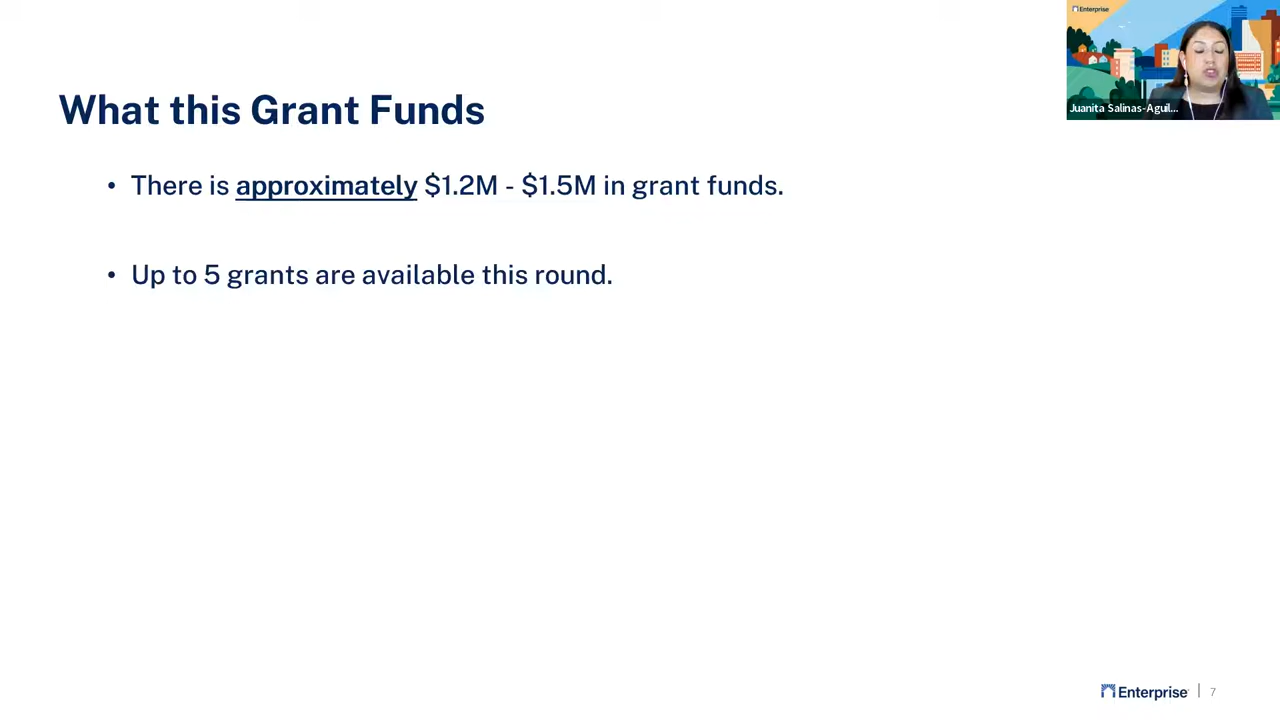 Enterprise
Juanita Salinas-Aguil...
What this Grant Funds
• There is approximately $1.2M - $1.5M in grant funds.
• Up to 5 grants are available this round.
Enterprise | 7